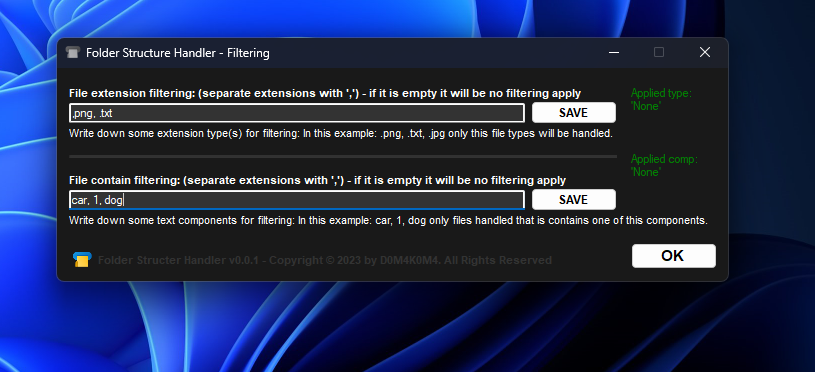 Folder Structure Handler - Filtering
File extension filtering: (separate extensions with ',') - if it is empty it will be no filtering apply
Applied type:
'None'
.png, .txt
SAVE
Write down some extension type(s) for filtering: In this example: .png, .txt, .jpg only this file types will be handled.
Applied comp:
'None'
File contain filtering: (separate extensions with ',') - if it is empty it will be no filtering apply
car, 1, dog
SAVE
Write down some text components for filtering: In this example: car, 1, dog only files handled that is contains one of this components.
Folder Structer Handler v0.0.1 - Copyright © 2023 by D0M4K0M4. All Rights Reserved
OK